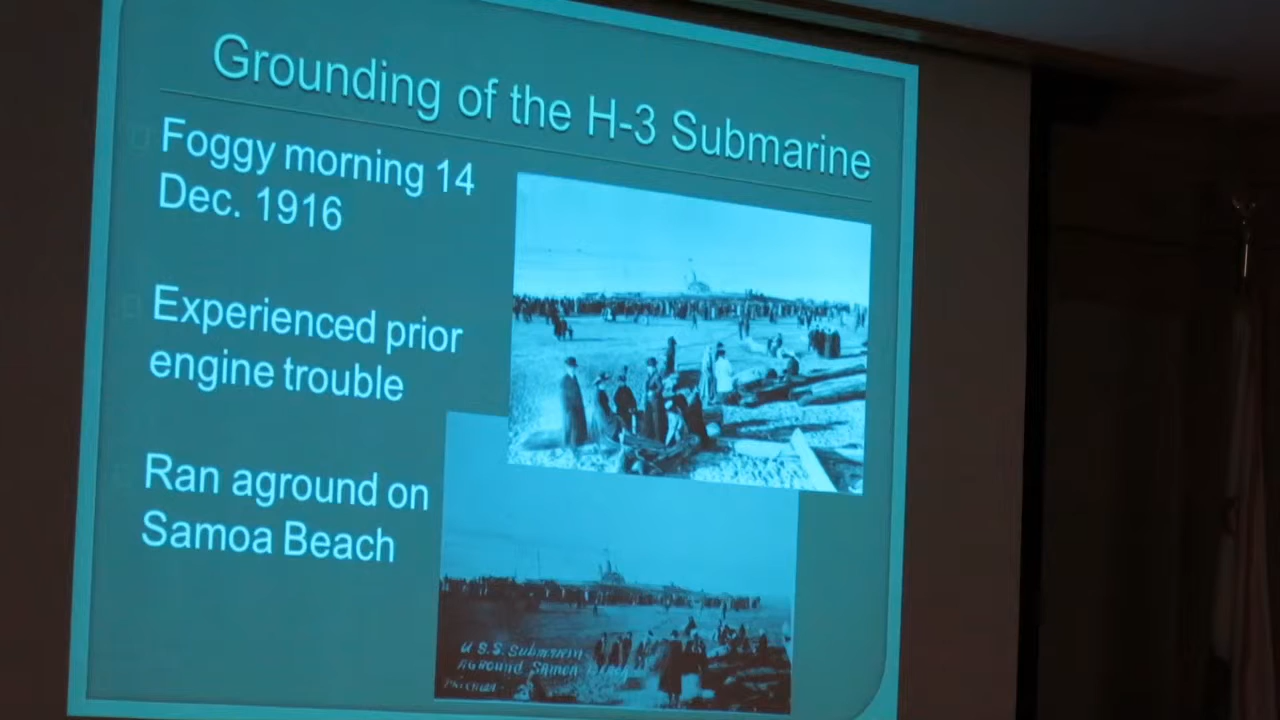 Grounding of the H-3 Submarine
Foggy morning 14
Dec. 1916
Experienced prior
engine trouble
Ran aground on
Samoa Beach
U.S.S. Submarine
Aground Samoa Beach